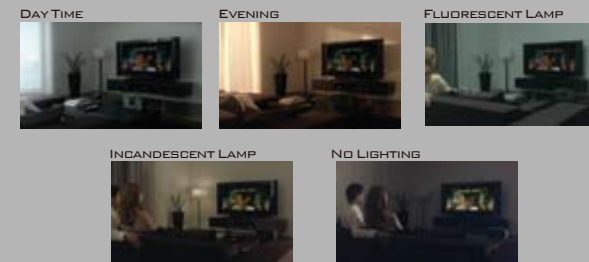 Day Time
Evening
Fluorescent Lamp
Incandescent Lamp
No Lighting